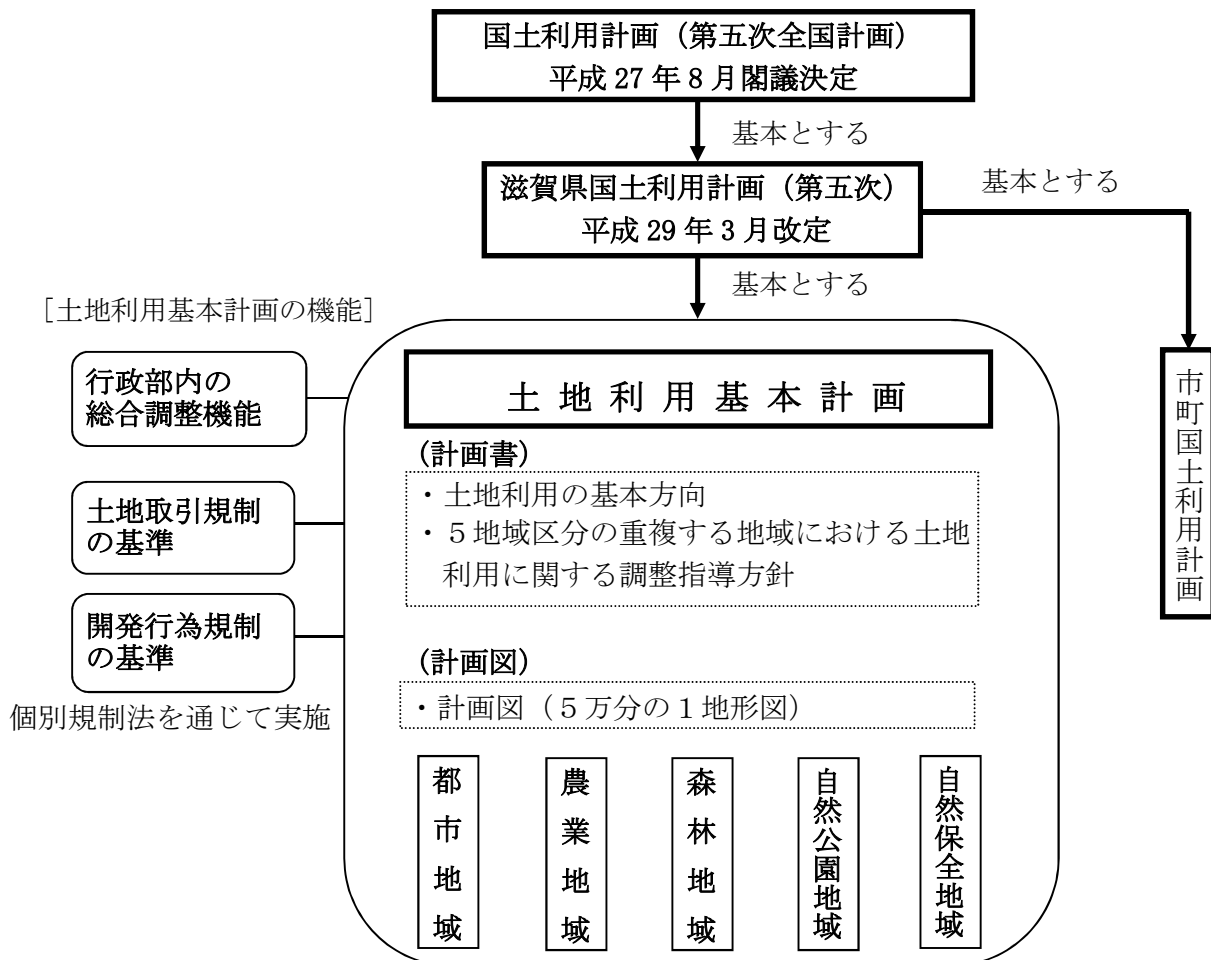 国土利用計画（第五次全国計画）
平成 27 年 8 月閣議決定
基本とする
滋賀県国土利用計画（第五次）
平成 29 年 3 月改定
基本とする
基本とする
［土地利用基本計画の機能］
行政部内の
総合調整機能
土地取引規制
の基準
開発行為規制
の基準
個別規制法を通じて実施
土地利用基本計画
(計画書)
・土地利用の基本方向
・５地域区分の重複する地域における土地
利用に関する調整指導方針
(計画図)
・計画図（５万分の１地形図）
都市地域
農業地域
森林地域
自然公園地域
自然保全地域
市町国土利用計画